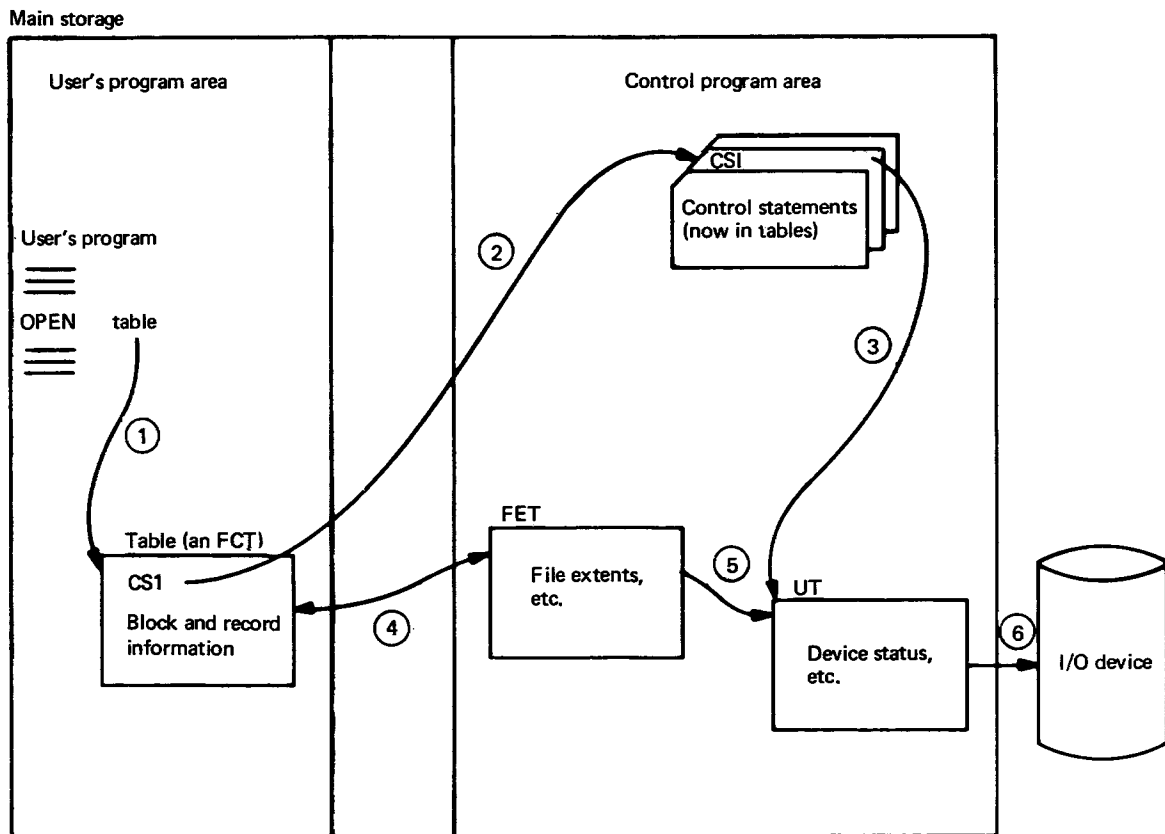 Main storage
User's program area
Control program area
CSI
Control statements
(now in tables)
User's program
OPEN table
2
3
1
Table (an FCT)
CS1
Block and record
information
4
FET
File extents,
etc.
5
UT
Device status,
etc.
6
I/O device